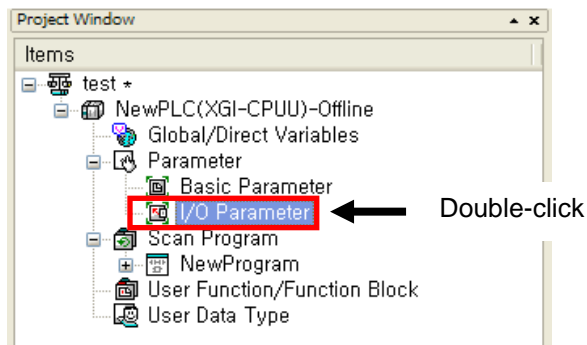 Project Window
Items
test *
NewPLC(XGI-CPUU)-Offline
Global/Direct Variables
Parameter
Basic Parameter
I/O Parameter
Double-click
Scan Program
NewProgram
User Function/Function Block
User Data Type